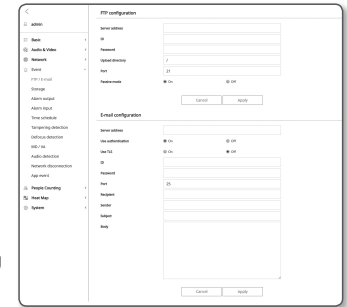 admin
Basic
Audio & Video
Network
Event
FTP / E-mail
Storage
Alarm output
Alarm input
Time schedule
Tampering detection
Defocus detection
MD / IVA
Audio detection
Network disconnection
App event
People Counting
Heat Map
System
FTP configuration
Server address
ID
Password
Upload directory /
Port 21
Passive mode On Off
Cancel Apply
E-mail configuration
Server address
Use authentication On Off
Use TLS On Off
ID
Password
Port 25
Recipient
Sender
Subject
Body
Cancel Apply